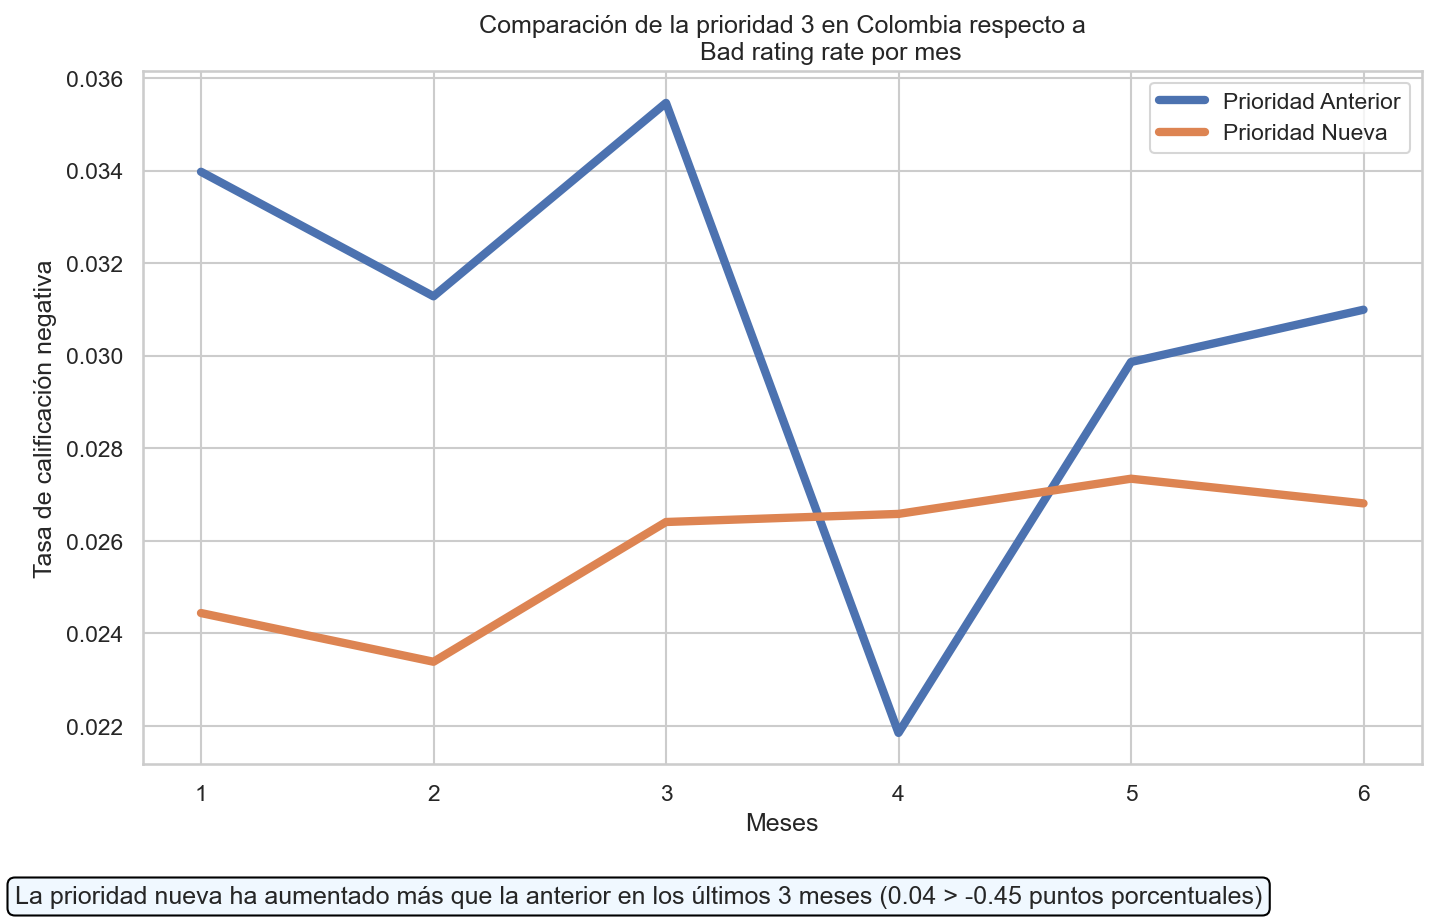 Comparación de la prioridad 3 en Colombia respecto a
Bad rating rate por mes
0.036
0.034
0.032
0.030
0.028
0.026
0.024
0.022
Tasa de calificación negativa
Prioridad Anterior
Prioridad Nueva
1 2 3 4 5 6
Meses
La prioridad nueva ha aumentado más que la anterior en los últimos 3 meses (0.04 > -0.45 puntos porcentuales)